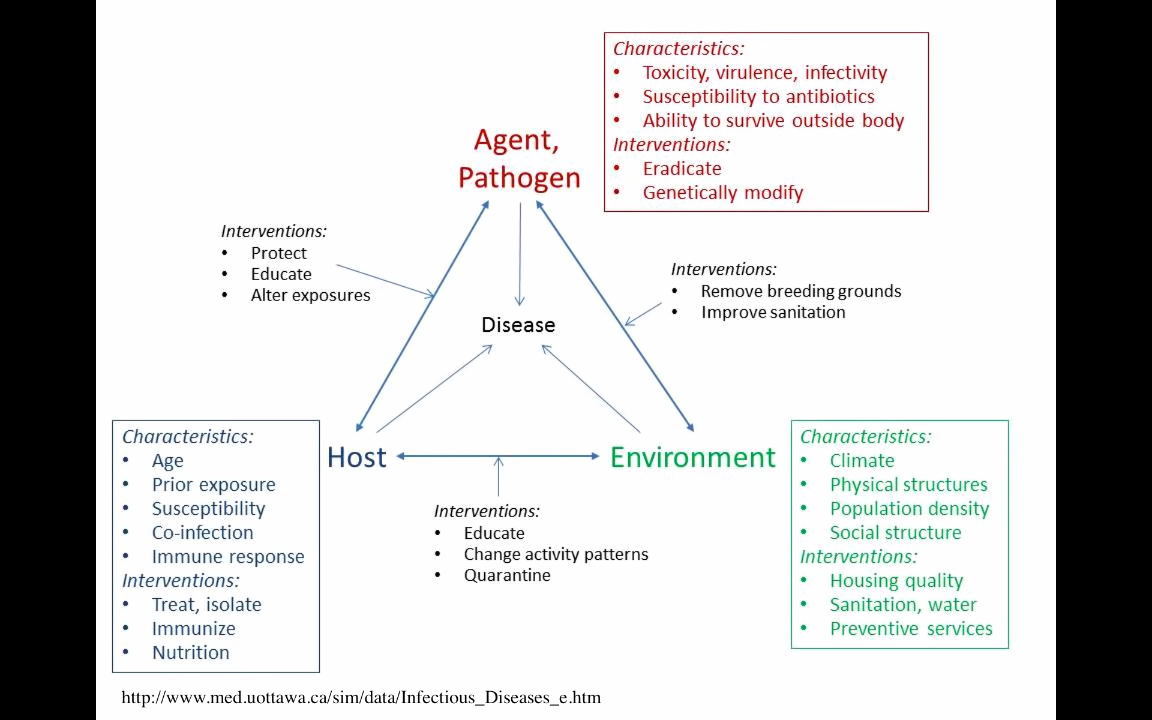 Characteristics:
• Toxicity, virulence, infectivity
• Susceptibility to antibiotics
• Ability to survive outside body
Interventions:
• Eradicate
• Genetically modify
Agent,
Pathogen
Interventions:
• Protect
• Educate
• Alter exposures
Interventions:
• Remove breeding grounds
• Improve sanitation
Disease
Characteristics:
• Age
• Prior exposure
• Susceptibility
• Co-infection
• Immune response
Interventions:
• Treat, isolate
• Immunize
• Nutrition
Host
Environment
Characteristics:
• Climate
• Physical structures
• Population density
• Social structure
Interventions:
• Housing quality
• Sanitation, water
• Preventive services
Interventions:
• Educate
• Change activity patterns
• Quarantine
http://www.med.uottawa.ca/sim/data/Infectious_Diseases_e.htm